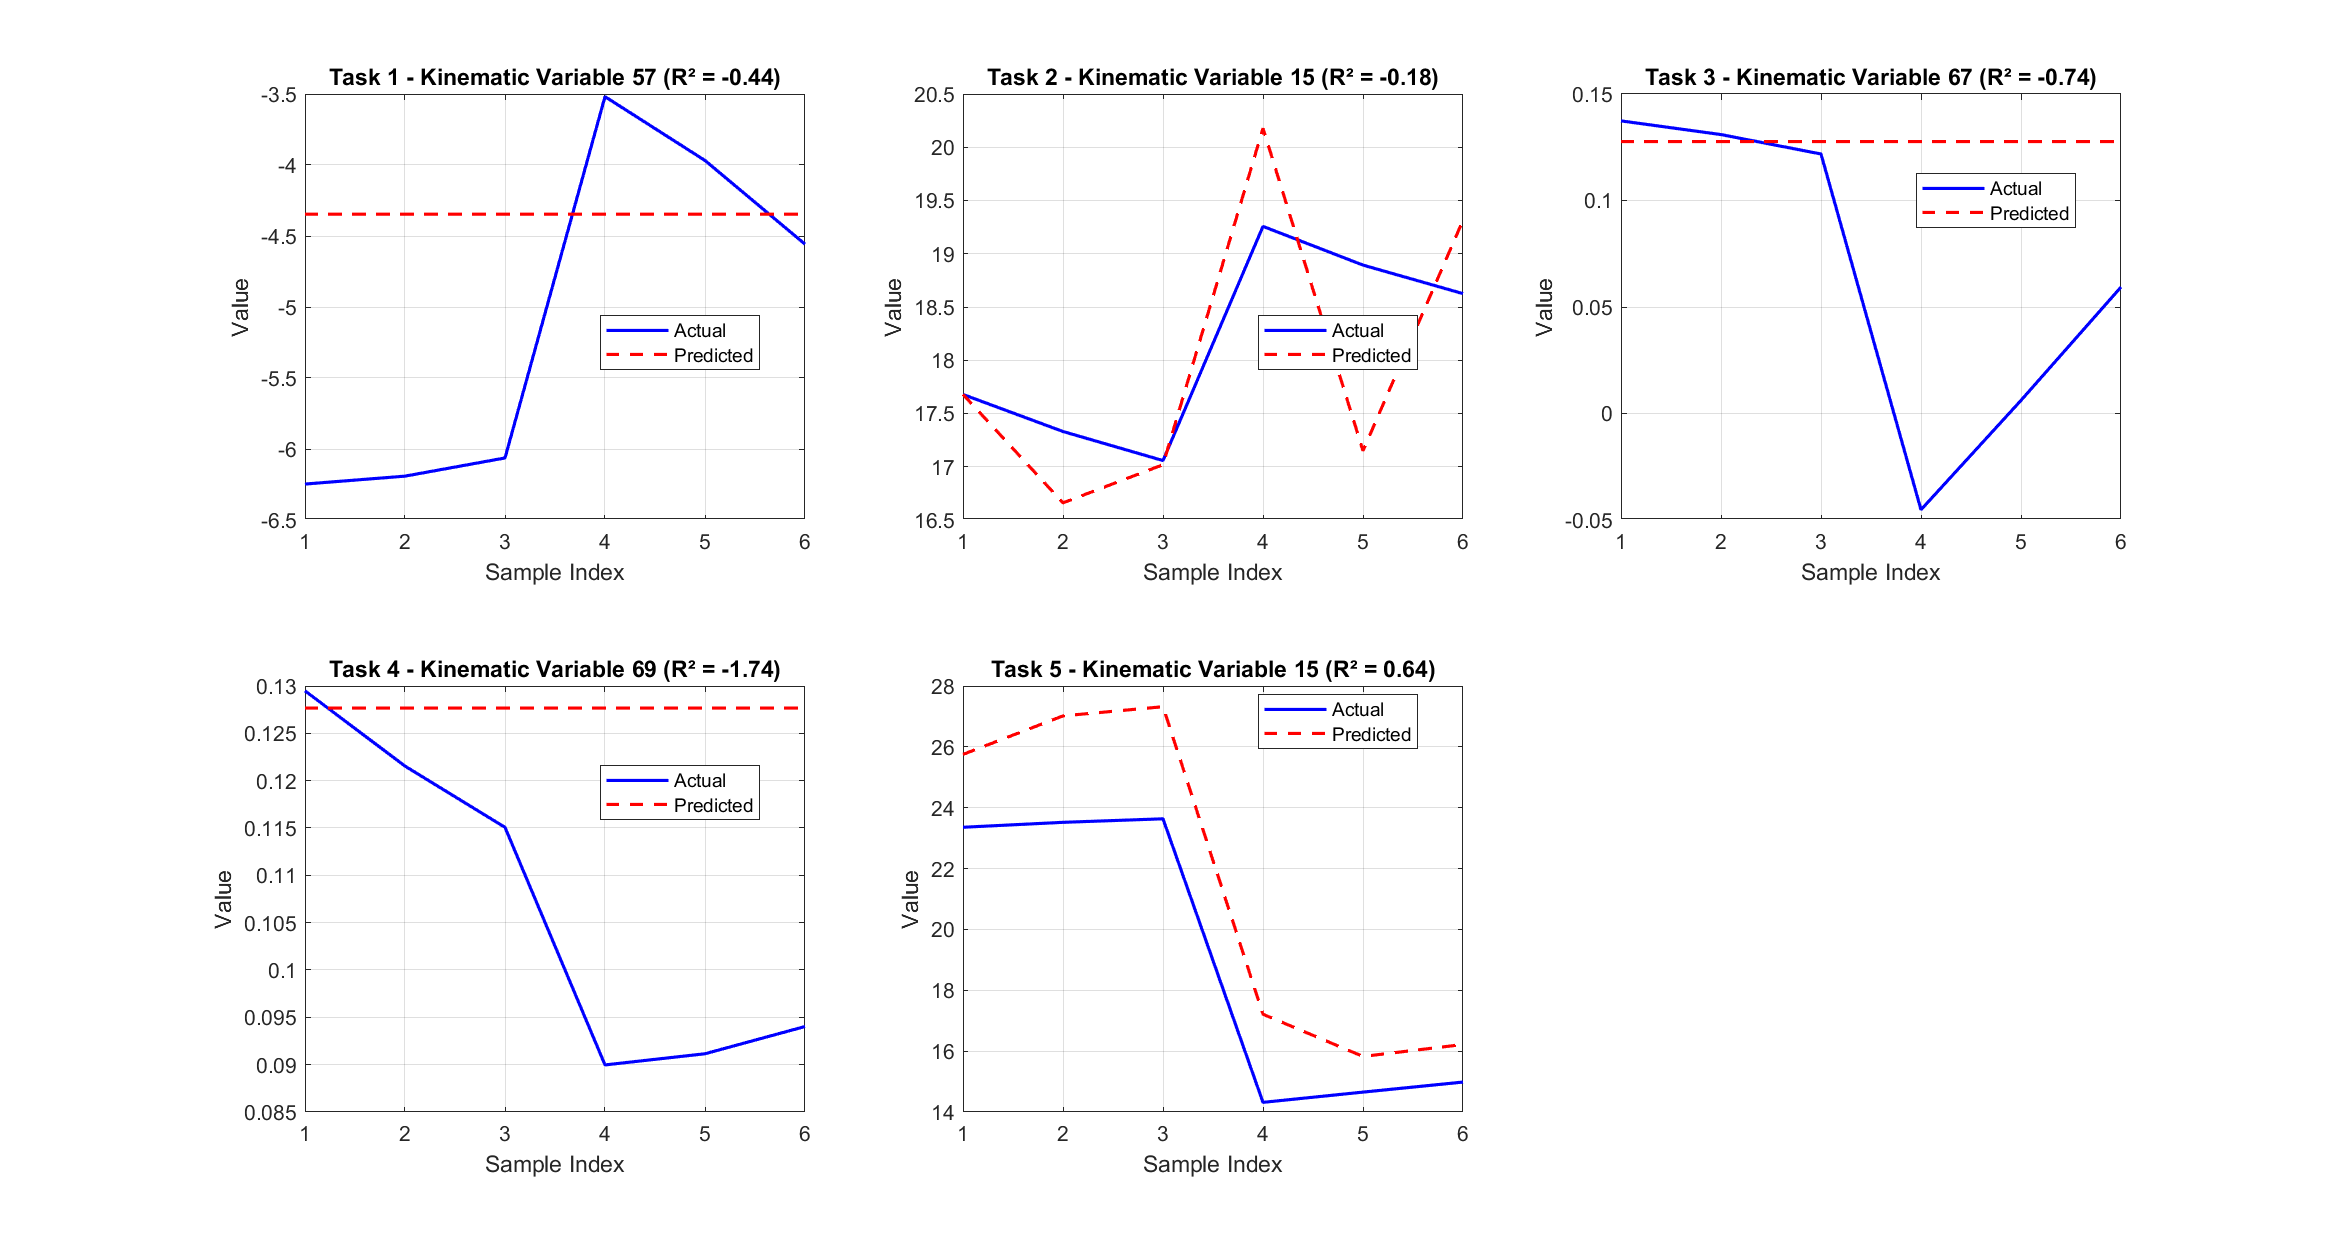 Task 1 - Kinematic Variable 57 (R² = -0.44)
-3.5
-4
-4.5
-5
-5.5
-6
-6.5
Value
Actual
Predicted
1 2 3 4 5 6
Sample Index
Task 2 - Kinematic Variable 15 (R² = -0.18)
20.5
20
19.5
19
18.5
18
17.5
17
16.5
Value
Actual
Predicted
1 2 3 4 5 6
Sample Index
Task 3 - Kinematic Variable 67 (R² = -0.74)
0.15
0.1
0.05
0
-0.05
Value
Actual
Predicted
1 2 3 4 5 6
Sample Index
Task 4 - Kinematic Variable 69 (R² = -1.74)
0.13
0.125
0.12
0.115
0.11
0.105
0.1
0.095
0.09
0.085
Value
Actual
Predicted
1 2 3 4 5 6
Sample Index
Task 5 - Kinematic Variable 15 (R² = 0.64)
28
26
24
22
20
18
16
14
Value
Actual
Predicted
1 2 3 4 5 6
Sample Index